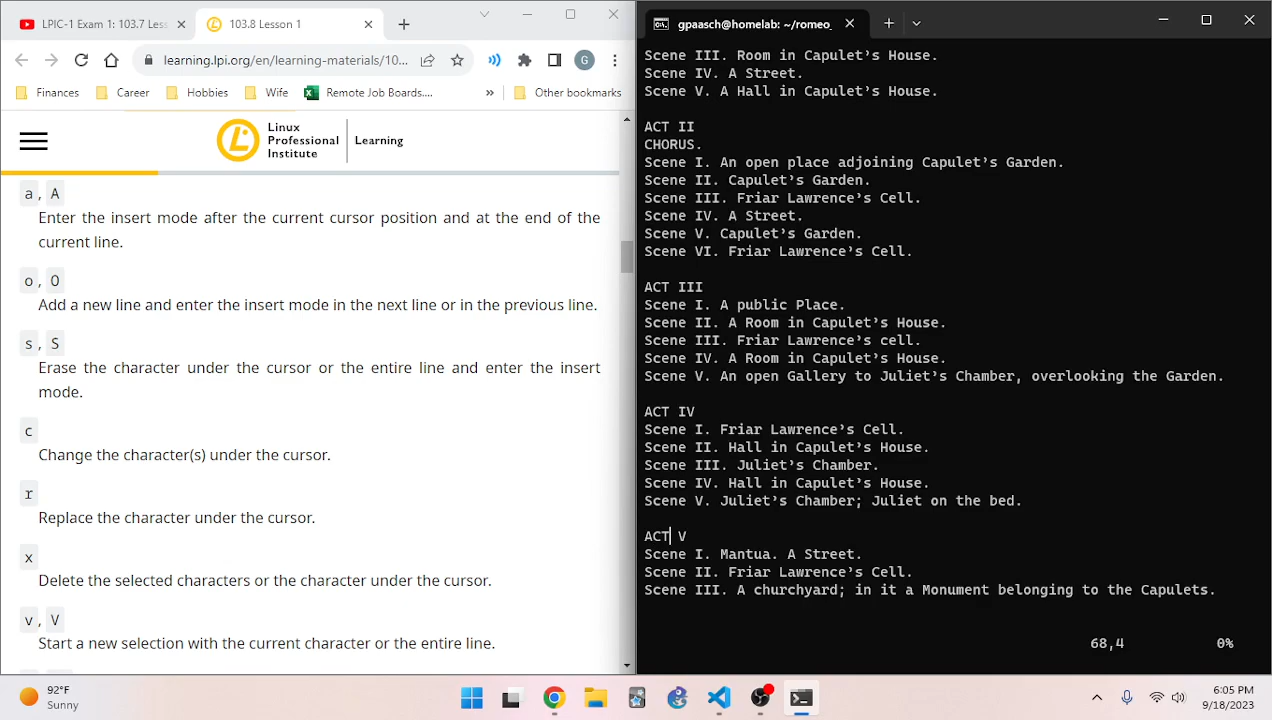 LPIC-1 Exam 1: 103.7 Les
103.8 Lesson 1
learning.lpi.org/en/learning-materials/10...
G
Finances
Career
Hobbies
Wife
Remote Job Boards....
»
Other bookmarks
Linux
Professional
Institute
Learning
a, A
Enter the insert mode after the current cursor position and at the end of the
current line.
o, O
Add a new line and enter the insert mode in the next line or in the previous line.
s, S
Erase the character under the cursor or the entire line and enter the insert
mode.
c
Change the character(s) under the cursor.
r
Replace the character under the cursor.
x
Delete the selected characters or the character under the cursor.
v, V
Start a new selection with the current character or the entire line.
gpaasch@homelab: ~/romeo_
Scene III. Room in Capulet’s House.
Scene IV. A Street.
Scene V. A Hall in Capulet’s House.
ACT II
CHORUS.
Scene I. An open place adjoining Capulet’s Garden.
Scene II. Capulet’s Garden.
Scene III. Friar Lawrence’s Cell.
Scene IV. A Street.
Scene V. Capulet’s Garden.
Scene VI. Friar Lawrence’s Cell.
ACT III
Scene I. A public Place.
Scene II. A Room in Capulet’s House.
Scene III. Friar Lawrence’s cell.
Scene IV. A Room in Capulet’s House.
Scene V. An open Gallery to Juliet’s Chamber, overlooking the Garden.
ACT IV
Scene I. Friar Lawrence’s Cell.
Scene II. Hall in Capulet’s House.
Scene III. Juliet’s Chamber.
Scene IV. Hall in Capulet’s House.
Scene V. Juliet’s Chamber; Juliet on the bed.
ACT V
Scene I. Mantua. A Street.
Scene II. Friar Lawrence’s Cell.
Scene III. A churchyard; in it a Monument belonging to the Capulets.
68,4 0%
92°F
Sunny
6:05 PM
9/18/2023